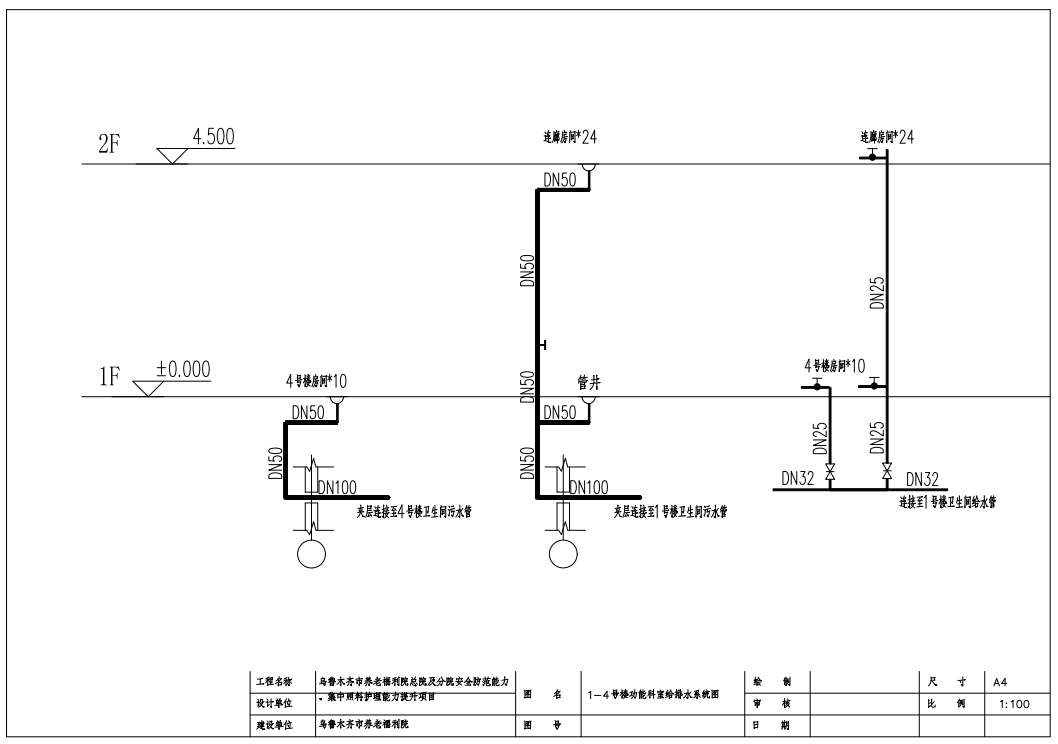 连廊房间*24
连廊房间*24
2F
4.500
DN50
DN50
DN25
1F
±0.000
4号楼房间*10
DN50
管井
4号楼房间*10
DN50
DN50
DN50
DN50
DN25
DN25
DN100
DN100
DN32
DN32
夹层连接至4号楼卫生间污水管
夹层连接至1号楼卫生间污水管
连接至1号楼卫生间给水管
工程名称
乌鲁木齐市养老福利院总院及分院安全防范能力
、集中照料护理能力提升项目
设计单位
建设单位
乌鲁木齐市养老福利院
图 名
1-4号楼功能科室给排水系统图
图 号
绘 制
审 核
日 期
尺 寸
A4
比 例
1:100